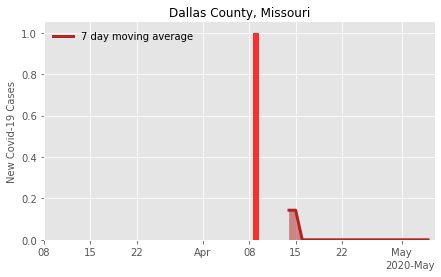 Dallas County, Missouri
7 day moving average
New Covid-19 Cases
1.0
0.8
0.6
0.4
0.2
0.0
08 15 22 Apr 08 15 22 May
2020-May